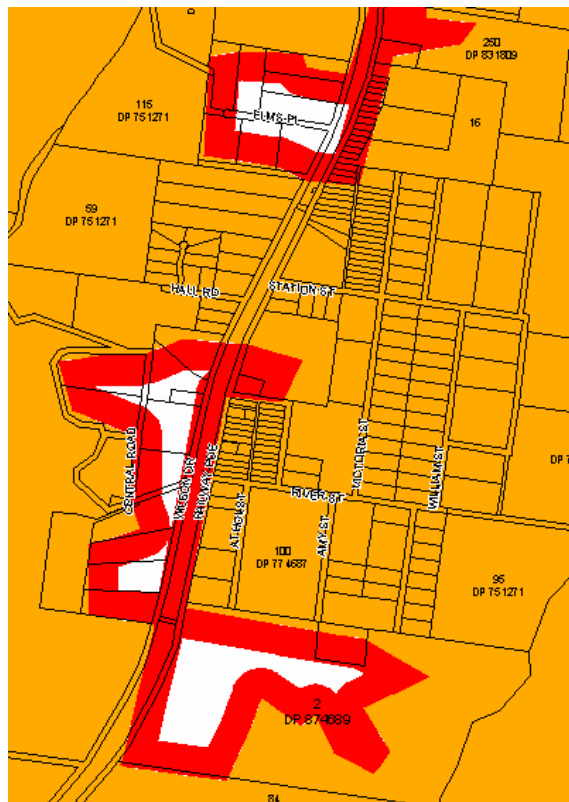 250
DP 831809
115
DP 751271
ELMS PL
16
59
DP 751271
HALL RD
STATION ST
CENTRAL ROAD
WILSON DR
RAILWAY PDE
VICTORIA ST
WILLIAM ST
RIVER ST
AMY ST
100
DP 774687
95
DP 751271
2
DP 874689
84